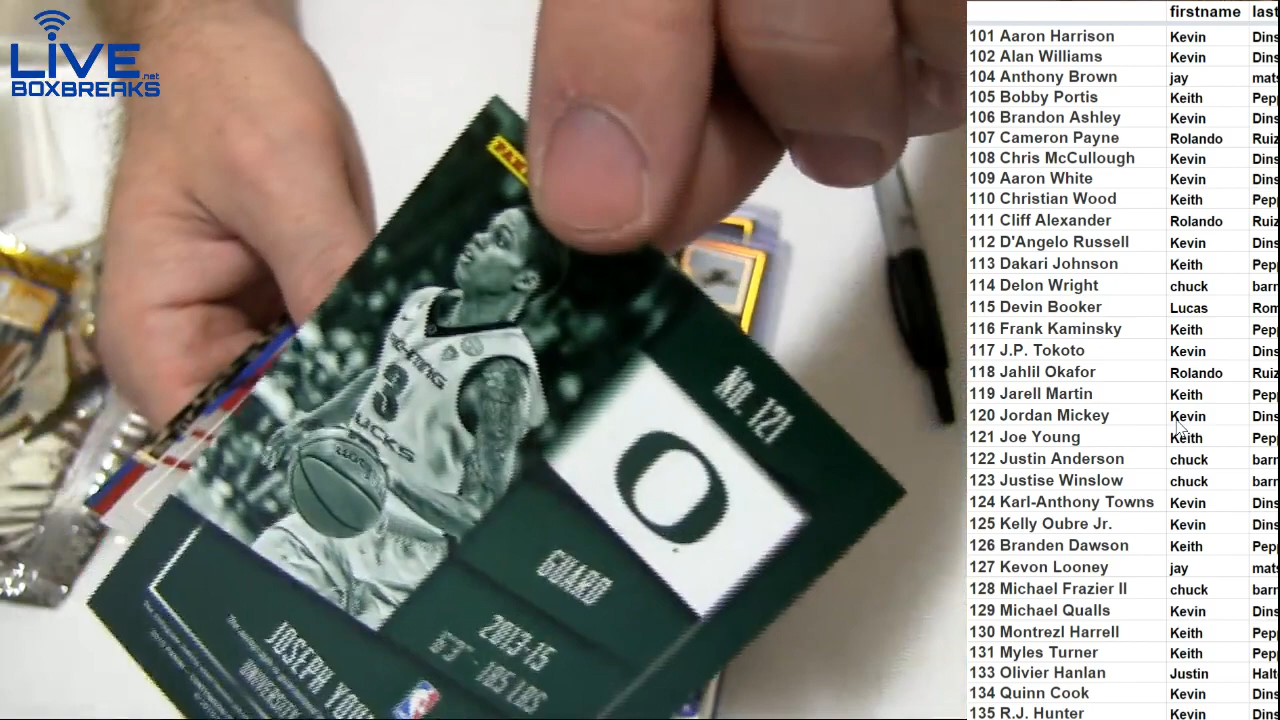 LIVE.net
BOXBREAKS
No. 121
3
UCKS
GUARD
2013-15
6'3" - 185 LBS
JOSEPH
firstname last
101 Aaron Harrison Kevin Dins
102 Alan Williams Kevin Dins
104 Anthony Brown jay mats
105 Bobby Portis Keith Pep
106 Brandon Ashley Kevin Dins
107 Cameron Payne Rolando Ruiz
108 Chris McCullough Kevin Dins
109 Aaron White Kevin Dins
110 Christian Wood Keith Pep
111 Cliff Alexander Rolando Ruiz
112 D'Angelo Russell Kevin Dins
113 Dakari Johnson Keith Pep
114 Delon Wright chuck barr
115 Devin Booker Lucas Rom
116 Frank Kaminsky Keith Pep
117 J.P. Tokoto Kevin Dins
118 Jahlil Okafor Rolando Ruiz
119 Jarell Martin Keith Pep
120 Jordan Mickey Kevin Dins
121 Joe Young Keith Pep
122 Justin Anderson chuck barr
123 Justise Winslow chuck barr
124 Karl-Anthony Towns Kevin Dins
125 Kelly Oubre Jr. Kevin Dins
126 Branden Dawson Keith Pep
127 Kevon Looney jay mats
128 Michael Frazier II chuck barr
129 Michael Qualls Kevin Dins
130 Montrezl Harrell Keith Pep
131 Myles Turner Keith Pep
133 Olivier Hanlan Justin Halt
134 Quinn Cook Kevin Dins
135 R.J. Hunter Kevin Dins